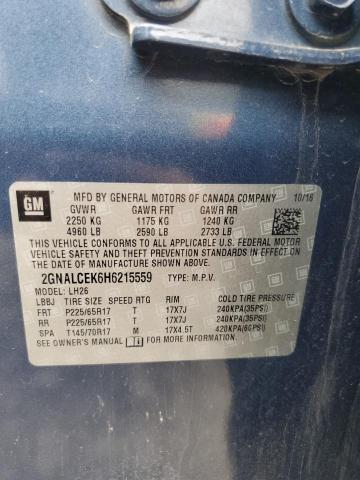 GM
MFD BY GENERAL MOTORS OF CANADA COMPANY 10/16
GVWR GAWR FRT GAWR RR
2250 KG 1175 KG 1240 KG
4960 LB 2590 LB 2733 LB
THIS VEHICLE CONFORMS TO ALL APPLICABLE U.S. FEDERAL MOTOR
VEHICLE SAFETY AND THEFT PREVENTION STANDARDS IN EFFECT ON
THE DATE OF MANUFACTURE SHOWN ABOVE.
2GNALCEK6H6215559 TYPE: M.P.V.
MODEL: LH26
LBBJ TIRE SIZE SPEED RTG RIM COLD TIRE PRESSURE
FRT P225/65R17 T 17X7J 240KPA(35PSI)
RR P225/65R17 T 17X7J 240KPA(35PSI)
SPA T145/70R17 M 17X4.5T 420KPA(60PSI)
SEE OWNER'S MANUAL FOR MORE INFORMATION.